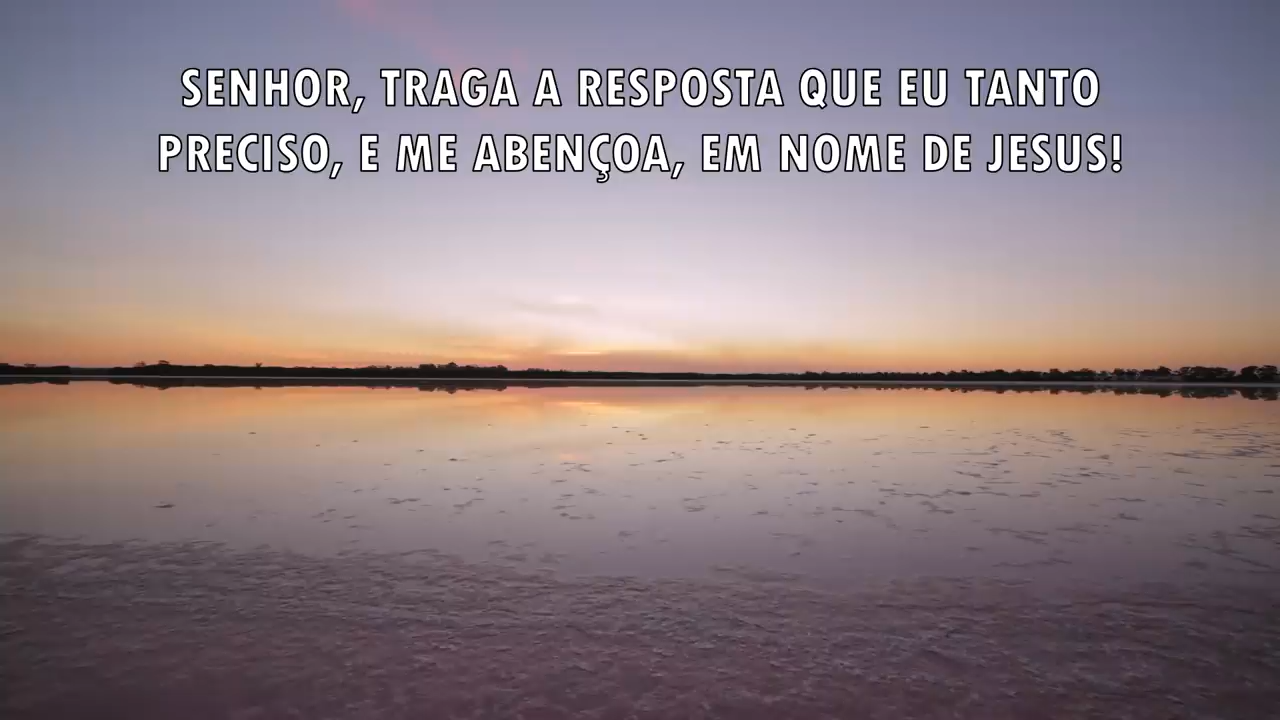 SENHOR, TRAGA A RESPOSTA QUE EU TANTO
PRECISO, E ME ABENÇOA, EM NOME DE JESUS!